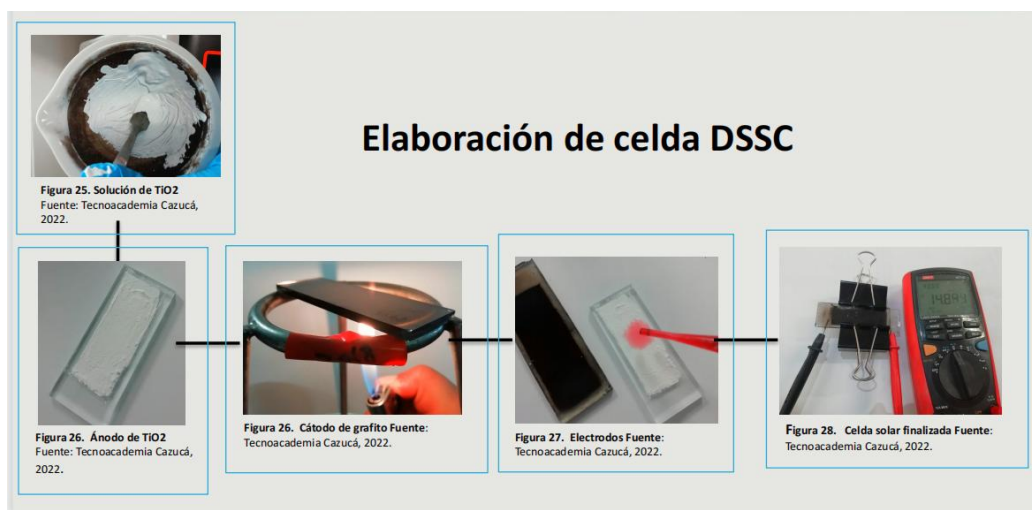 Elaboración de celda DSSC
Figura 25. Solución de TiO2
Fuente: Tecnoacademia Cazucá,
2022.
Figura 26. Ánodo de TiO2
Fuente: Tecnoacademia Cazucá,
2022.
Figura 26. Cátodo de grafito Fuente:
Tecnoacademia Cazucá, 2022.
Figura 27. Electrodos Fuente:
Tecnoacademia Cazucá, 2022.
Figura 28. Celda solar finalizada Fuente:
Tecnoacademia Cazucá, 2022.